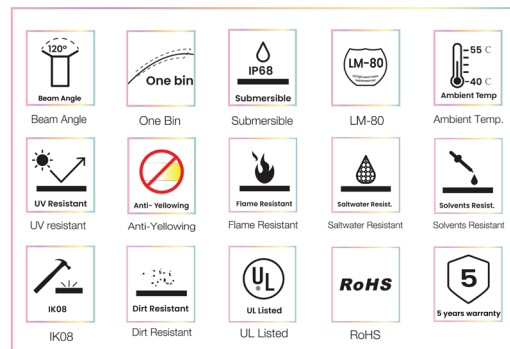 120°
Beam Angle
Beam Angle
One bin
One Bin
IP68
Submersible
Submersible
LM-80
LM-80
-55 C
-40 C
Ambient Temp
Ambient Temp.
UV Resistant
UV resistant
Anti- Yellowing
Anti-Yellowing
Flame Resistant
Flame Resistant
Saltwater Resist.
Saltwater Resistant
Solvents Resist.
Solvents Resistant
IK08
IK08
Dirt Resistant
Dirt Resistant
UL
UL Listed
UL Listed
RoHS
RoHS
5
5 years warranty